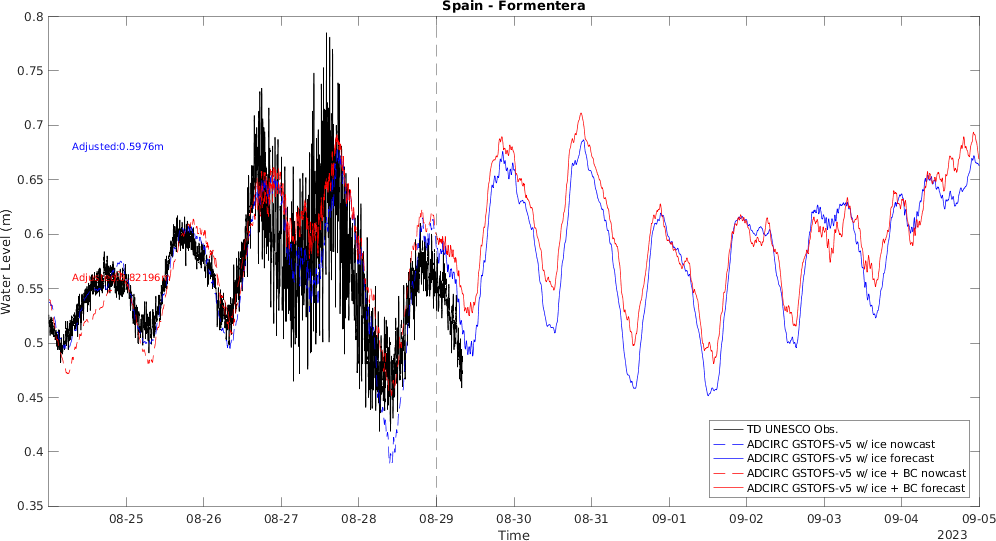 Spain - Formentera
0.8
0.75
0.7
0.65
0.6
0.55
0.5
0.45
0.4
0.35
Water Level (m)
Adjusted:0.5976m
82196m
TD UNESCO Obs.
ADCIRC GSTOFS-v5 w/ ice nowcast
ADCIRC GSTOFS-v5 w/ ice forecast
ADCIRC GSTOFS-v5 w/ ice + BC nowcast
ADCIRC GSTOFS-v5 w/ ice + BC forecast
08-25 08-26 08-27 08-28 08-29 08-30 08-31 09-01 09-02 09-03 09-04 09-05
Time
2023